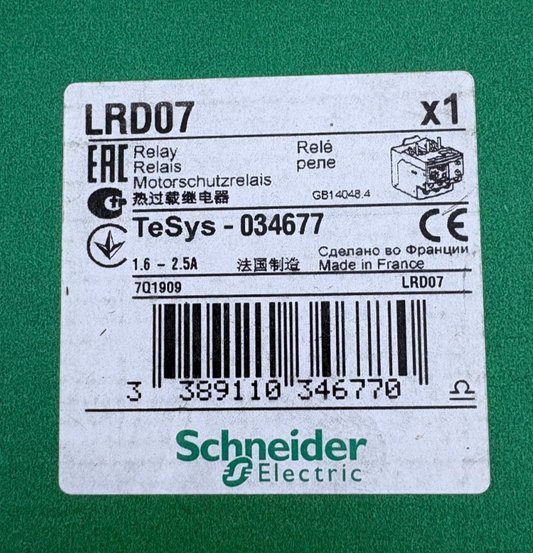 LRD07 x1
EAC
Relay Relé
Relais реле
Motorschutzrelais
热过载继电器 GB14048.4
TeSys - 034677 CE
Сделано во Франции
1.6 - 2.5A 法国制造 Made in France
7Q1909 LRD07
3 389110 346770
Schneider
Electric